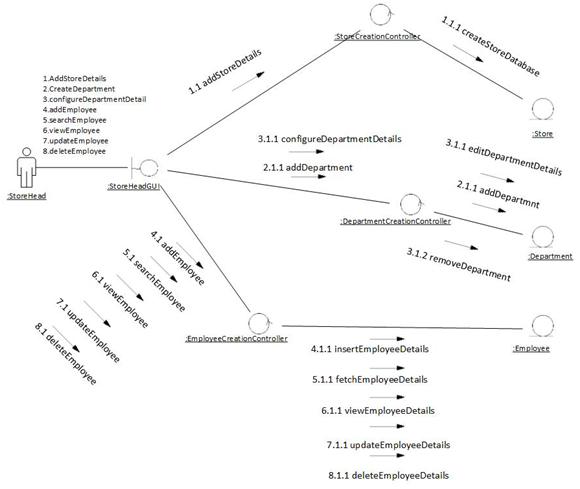 :StoreCreationController
1.1.1 createStoreDatabase
1.1 addStoreDetails
1.AddStoreDetails
2.CreateDepartment
3.configureDepartmentDetail
4.addEmployee
5.searchEmployee
6.viewEmployee
7.updateEmployee
8.deleteEmployee
:Store
3.1.1 configureDepartmentDetails
3.1.1 editDepartmentDetails
2.1.1 addDepartment
2.1.1 addDepartmnt
:StoreHead
:StoreHeadGUI
:DepartmentCreationController
:Department
3.1.2 removeDepartment
4.1 addEmployee
5.1 searchEmployee
6.1 viewEmployee
7.1 updateEmployee
8.1 deleteEmployee
:EmployeeCreationController
:Employee
4.1.1 insertEmployeeDetails
5.1.1 fetchEmployeeDetails
6.1.1 viewEmployeeDetails
7.1.1 updateEmployeeDetails
8.1.1 deleteEmployeeDetails